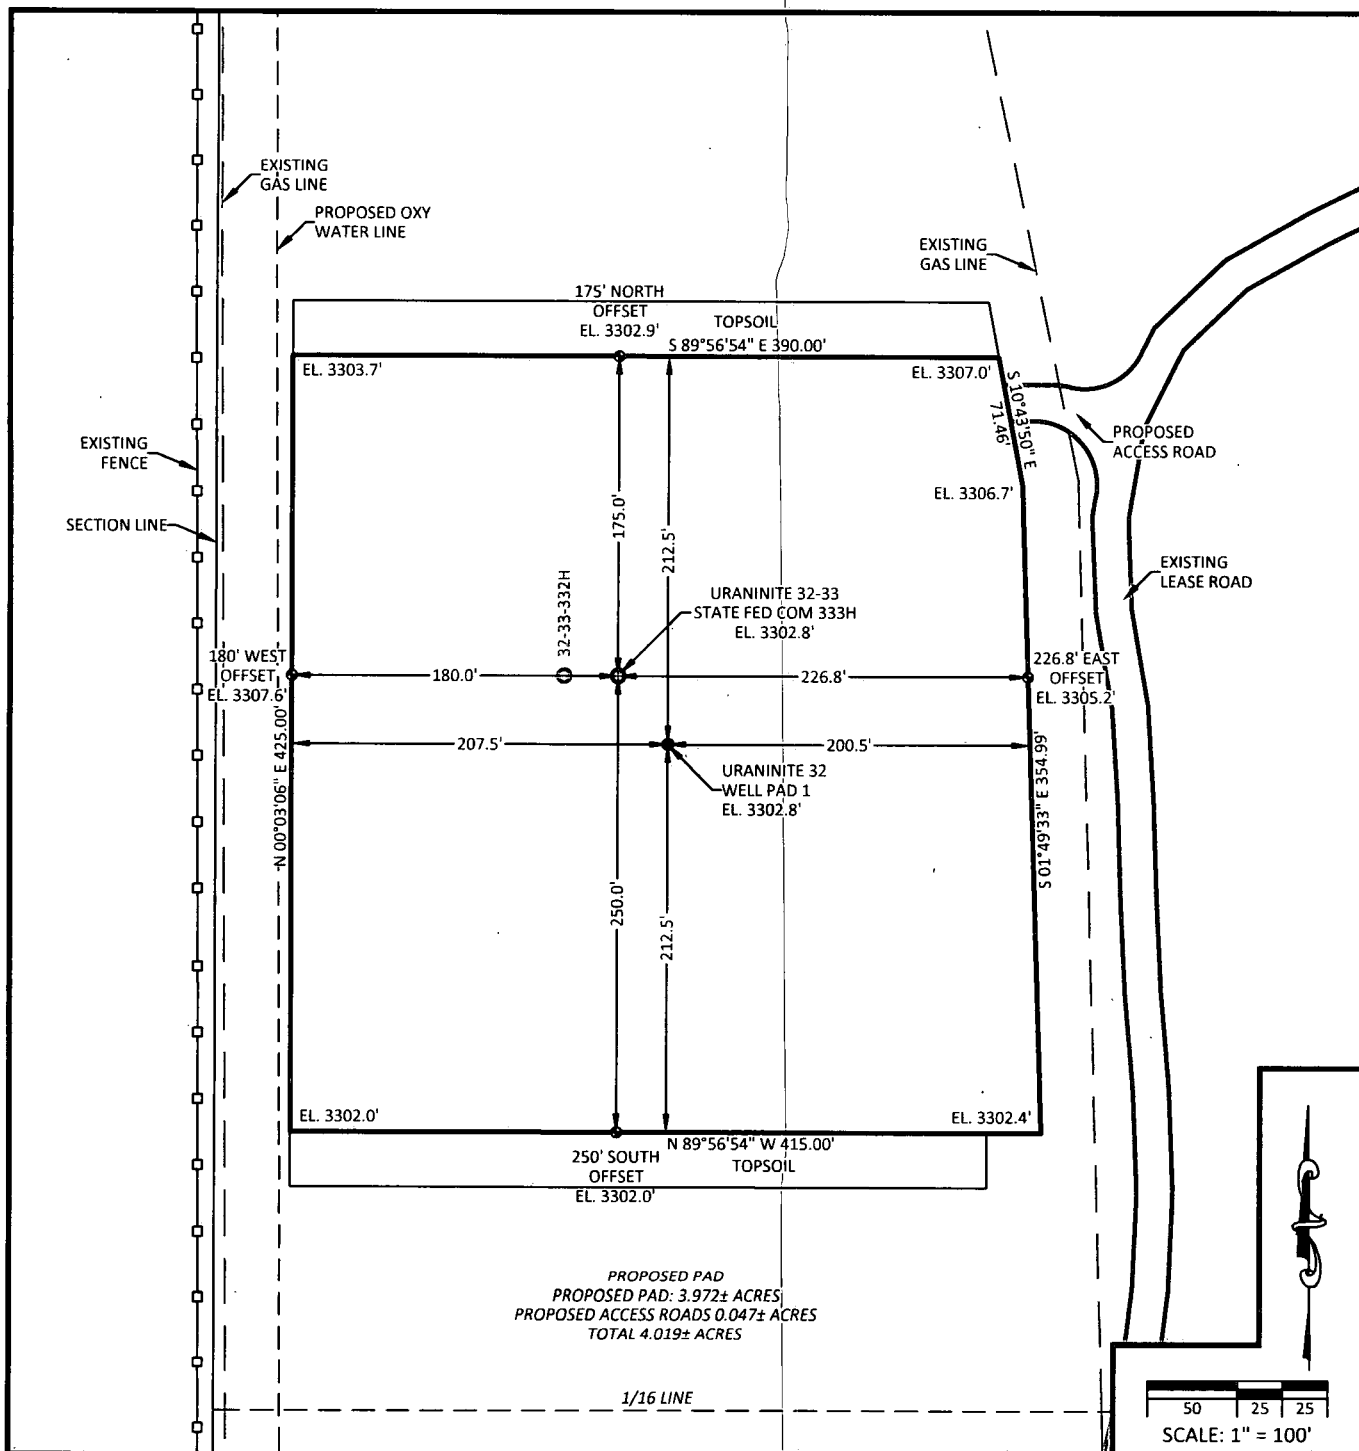 EXISTING
GAS LINE
PROPOSED OXY
WATER LINE
EXISTING
GAS LINE
175' NORTH
OFFSET
EL. 3302.9'
TOPSOIL
S 89°56'54" E 390.00'
EL. 3303.7'
EL. 3307.0'
S 10°43'50" E
71.46'
PROPOSED
ACCESS ROAD
EXISTING
FENCE
EL. 3306.7'
SECTION LINE
175.0'
212.5'
EXISTING
LEASE ROAD
32-33-332H
URANINITE 32-33
STATE FED COM 333H
EL. 3302.8'
180' WEST
OFFSET
EL. 3307.6'
180.0'
226.8'
226.8' EAST
OFFSET
EL. 3305.2'
N 00°03'06" E 425.00'
207.5'
200.5'
URANINITE 32
WELL PAD 1
EL. 3302.8'
S 01°49'33" E 354.99'
250.0'
212.5'
EL. 3302.0'
EL. 3302.4'
N 89°56'54" W 415.00'
250' SOUTH
OFFSET
EL. 3302.0'
TOPSOIL
PROPOSED PAD
PROPOSED PAD: 3.972± ACRES
PROPOSED ACCESS ROADS 0.047± ACRES
TOTAL 4.019± ACRES
1/16 LINE
50 25 25
SCALE: 1" = 100'